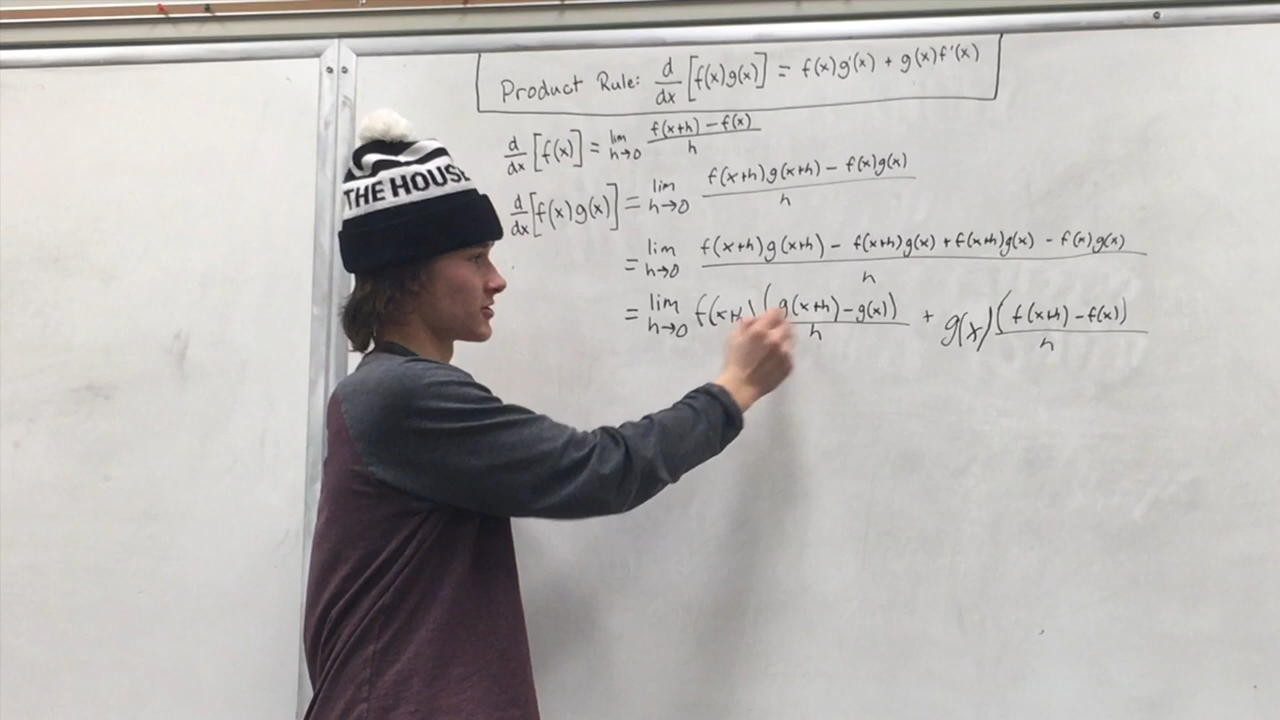 Product Rule: d/dx [f(x)g(x)] = f(x)g'(x) + g(x)f'(x)
d/dx [f(x)] = lim h→0 f(x+h) - f(x) / h
THE HOUSE
d/dx [f(x)g(x)] = lim h→0 f(x+h)g(x+h) - f(x)g(x) / h
= lim h→0 f(x+h)g(x+h) - f(x+h)g(x) + f(x+h)g(x) - f(x)g(x) / h
= lim h→0 f(x+h) (g(x+h) - g(x)) / h + g(x) (f(x+h) - f(x)) / h